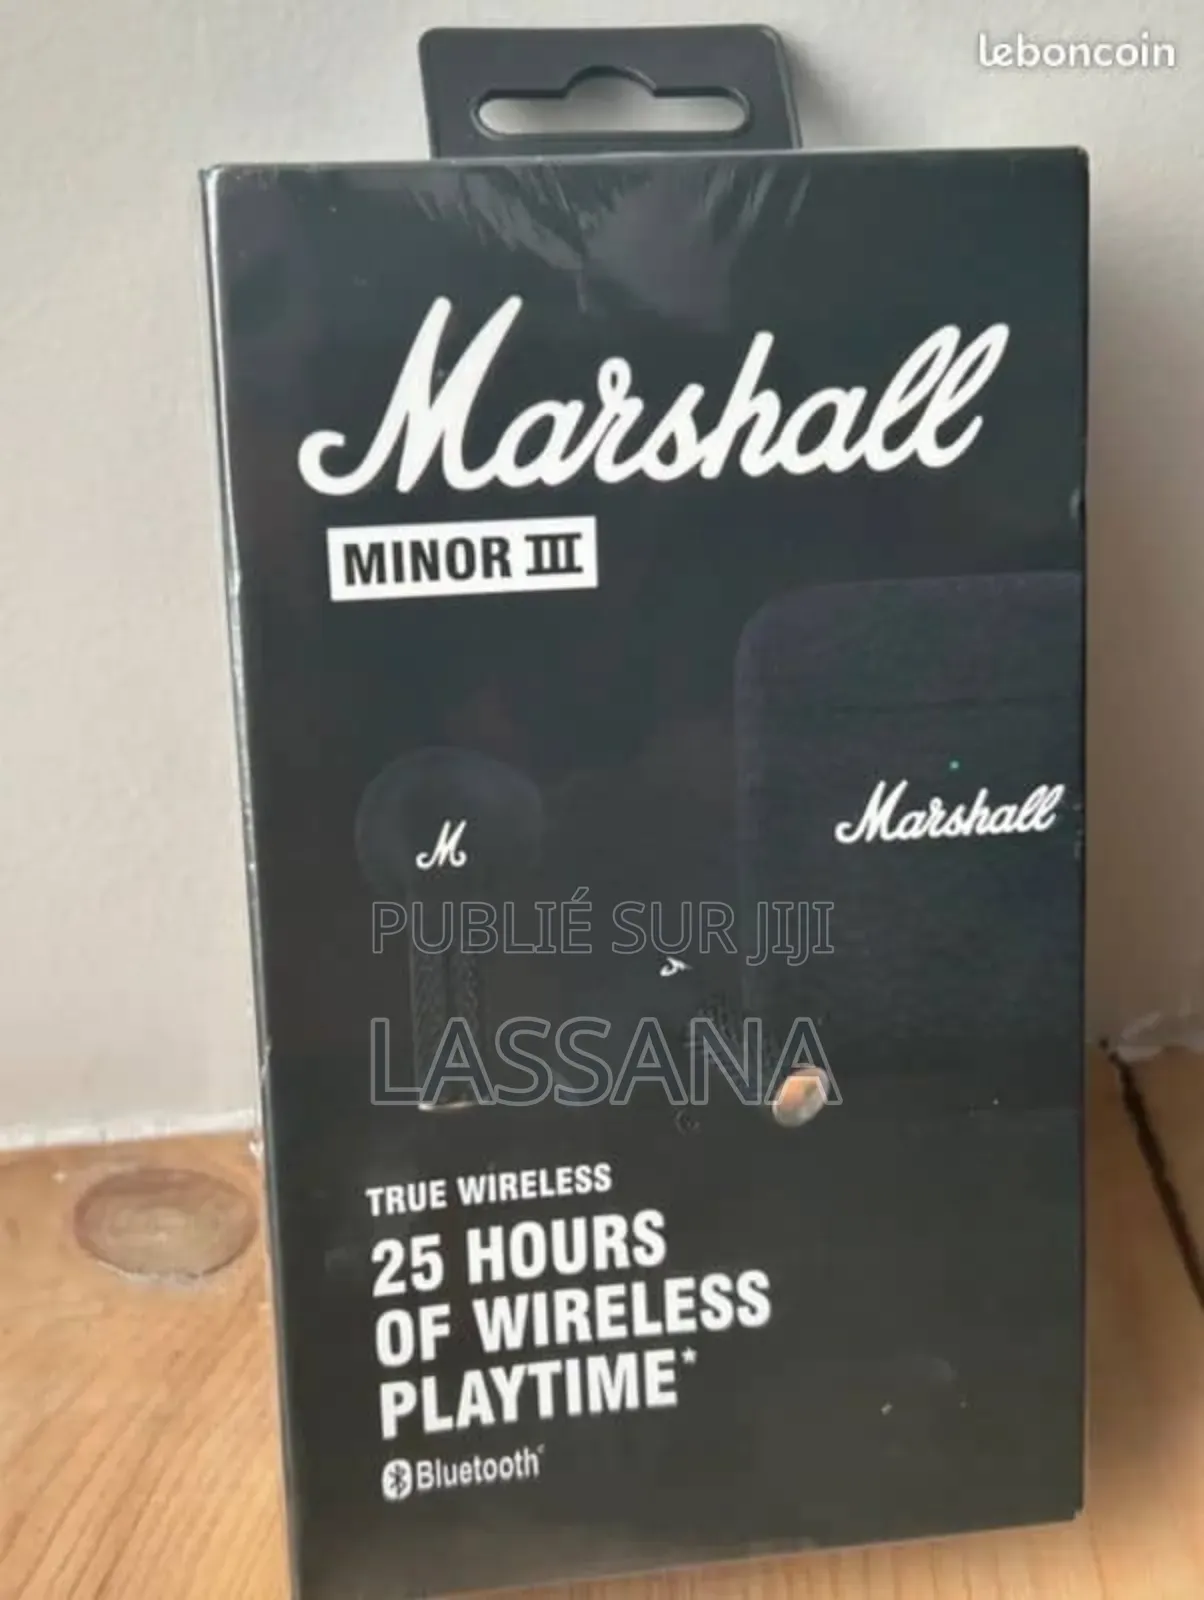 leboncoin
Marshall
MINOR III
Marshall
M
PUBLIÉ SUR JIJI
LASSANA
TRUE WIRELESS
25 HOURS
OF WIRELESS
PLAYTIME*
Bluetooth